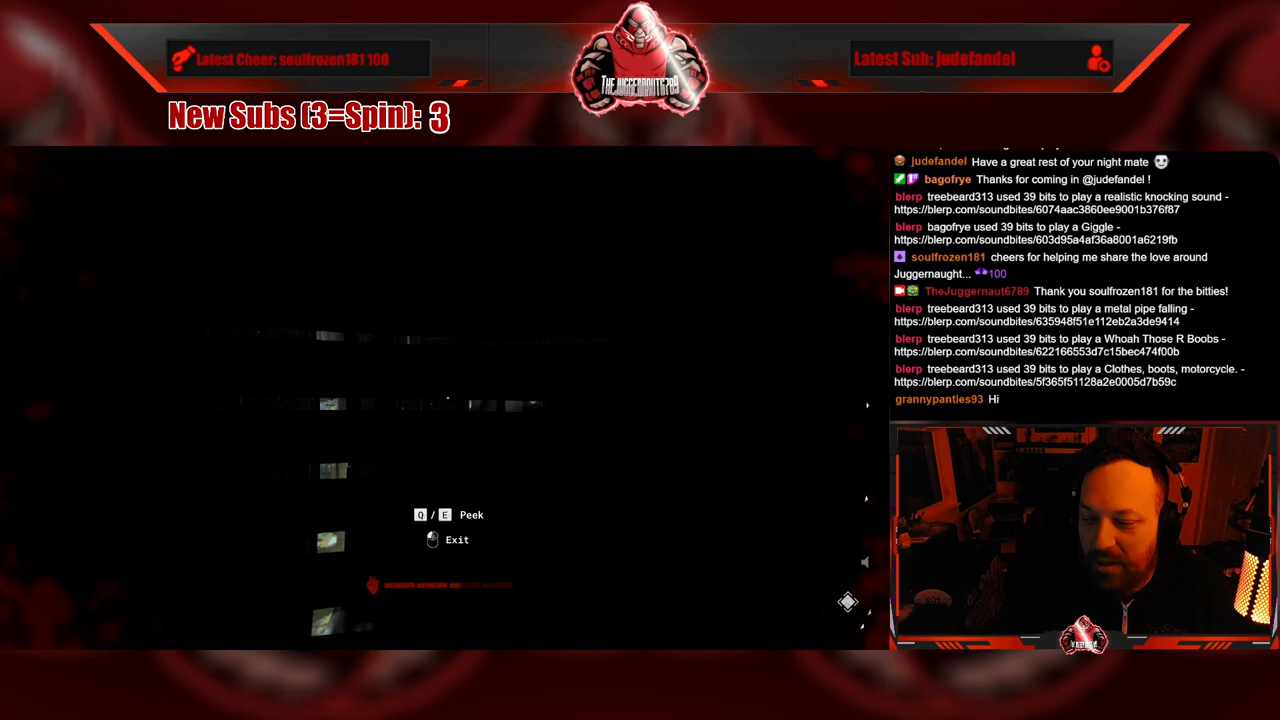 Latest Cheer: soulfrozen181 100
THEJUGGERNAUT6789
Latest Sub: judefandel
New Subs (3=Spin): 3
judefandel Have a great rest of your night mate
bagofrye Thanks for coming in @judefandel !
blerp treebeard313 used 39 bits to play a realistic knocking sound -
https://blerp.com/soundbites/6074aac3860ee9001b376f87
blerp bagofrye used 39 bits to play a Giggle -
https://blerp.com/soundbites/603d95a4af36a8001a6219fb
soulfrozen181 cheers for helping me share the love around
Juggernaught... 100
TheJuggernaut6789 Thank you soulfrozen181 for the bitties!
blerp treebeard313 used 39 bits to play a metal pipe falling -
https://blerp.com/soundbites/635948f51e112eb2a3de9414
blerp treebeard313 used 39 bits to play a Whoah Those R Boobs -
https://blerp.com/soundbites/622166553d7c15bec474f00b
blerp treebeard313 used 39 bits to play a Clothes, boots, motorcycle. -
https://blerp.com/soundbites/5f365f51128a2e0005d7b59c
grannypantles93 Hi
Q / E Peek
Exit